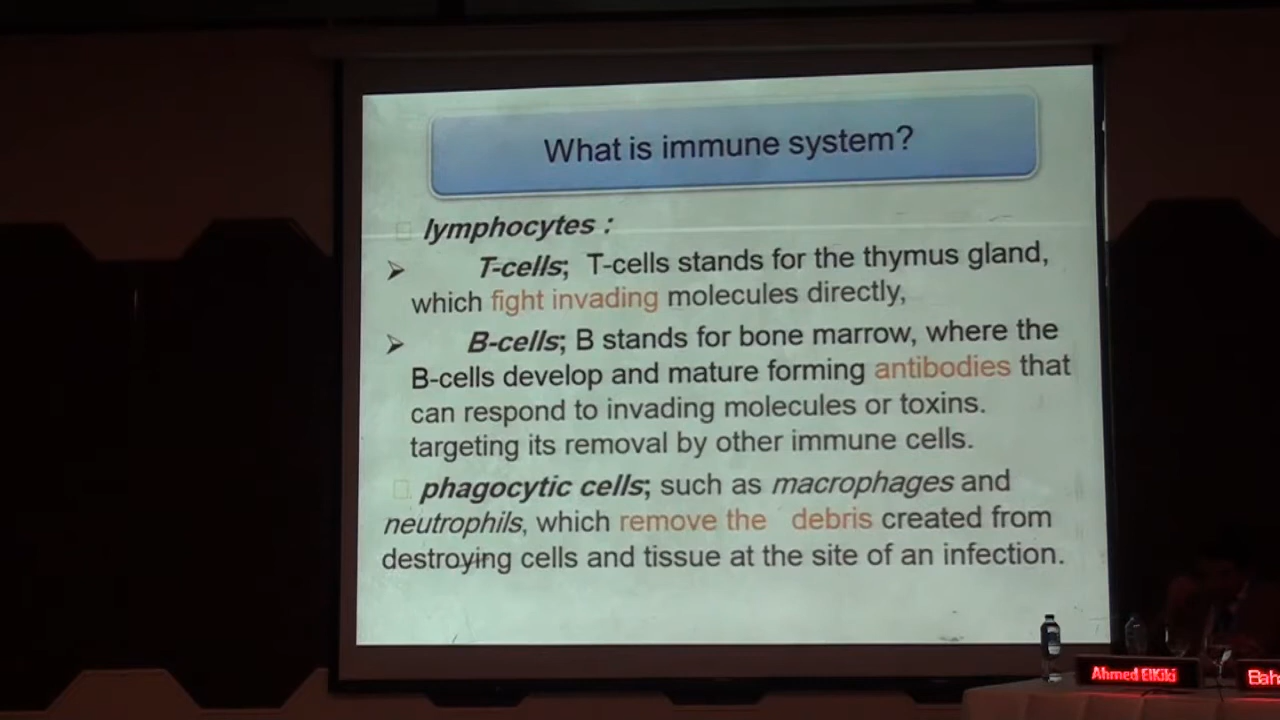 What is immune system?
lymphocytes :
T-cells; T-cells stands for the thymus gland,
which fight invading molecules directly,
B-cells; B stands for bone marrow, where the
B-cells develop and mature forming antibodies that
can respond to invading molecules or toxins.
targeting its removal by other immune cells.
phagocytic cells; such as macrophages and
neutrophils, which remove the debris created from
destroying cells and tissue at the site of an infection.
Ahmed ElKiki